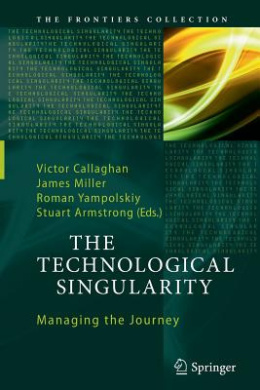 THE FRONTIERS COLLECTION
Victor Callaghan
James Miller
Roman Yampolskiy
Stuart Armstrong (Eds.)
THE
TECHNOLOGICAL
SINGULARITY
Managing the Journey
Springer